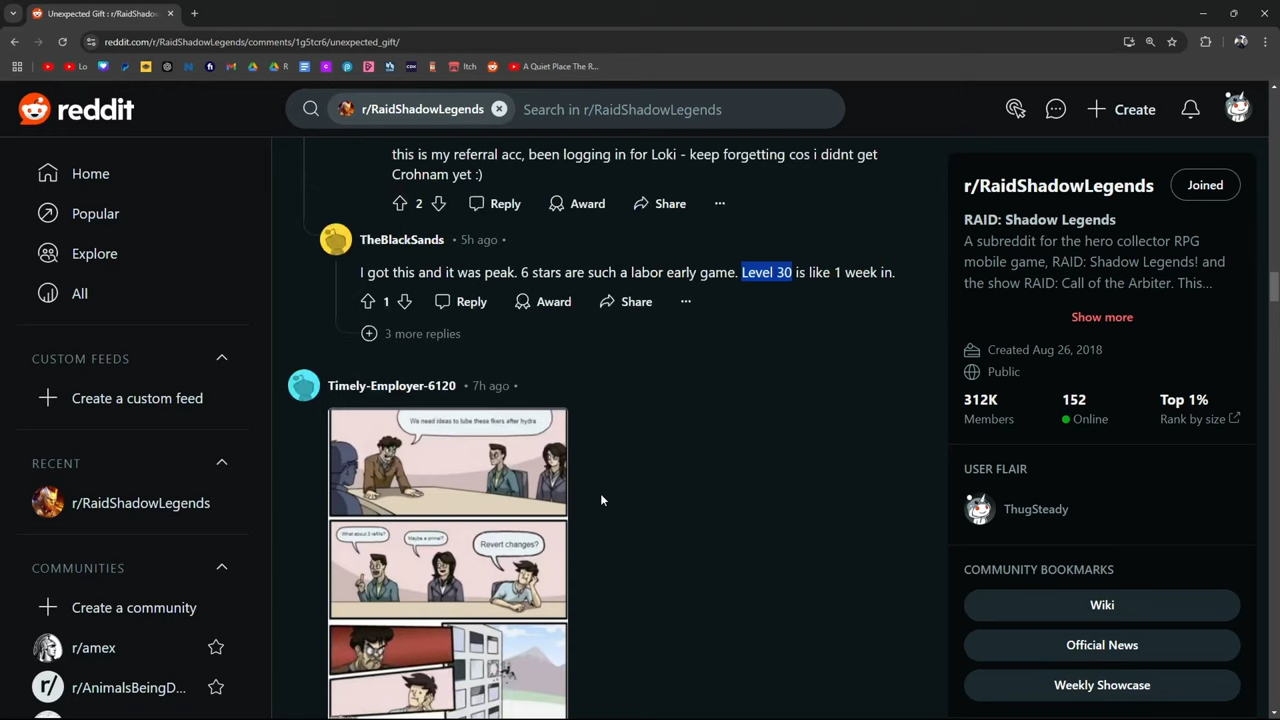 Unexpected Gift : r/RaidShado
reddit.com/r/RaidShadowLegends/comments/1g5tcr6/unexpected_gift/
Lo
R
Itch
A Quiet Place The R...
reddit
r/RaidShadowLegends
Search in r/RaidShadowLegends
Create
Home
Popular
Explore
All
CUSTOM FEEDS
Create a custom feed
RECENT
r/RaidShadowLegends
COMMUNITIES
Create a community
r/amex
r/AnimalsBeingD...
this is my referral acc, been logging in for Loki - keep forgetting cos i didnt get
Crohnam yet :)
2 Reply Award Share ...
TheBlackSands • 5h ago •
I got this and it was peak. 6 stars are such a labor early game. Level 30 is like 1 week in.
1 Reply Award Share ...
3 more replies
Timely-Employer-6120 • 7h ago •
We need ideas to lube these fkers after hydra
What about 3 refills?
Maybe a prime?
Revert changes?
r/RaidShadowLegends
Joined
RAID: Shadow Legends
A subreddit for the hero collector RPG
mobile game, RAID: Shadow Legends! and
the show RAID: Call of the Arbiter. This...
Show more
Created Aug 26, 2018
Public
312K 152 Top 1%
Members Online Rank by size
USER FLAIR
ThugSteady
COMMUNITY BOOKMARKS
Wiki
Official News
Weekly Showcase